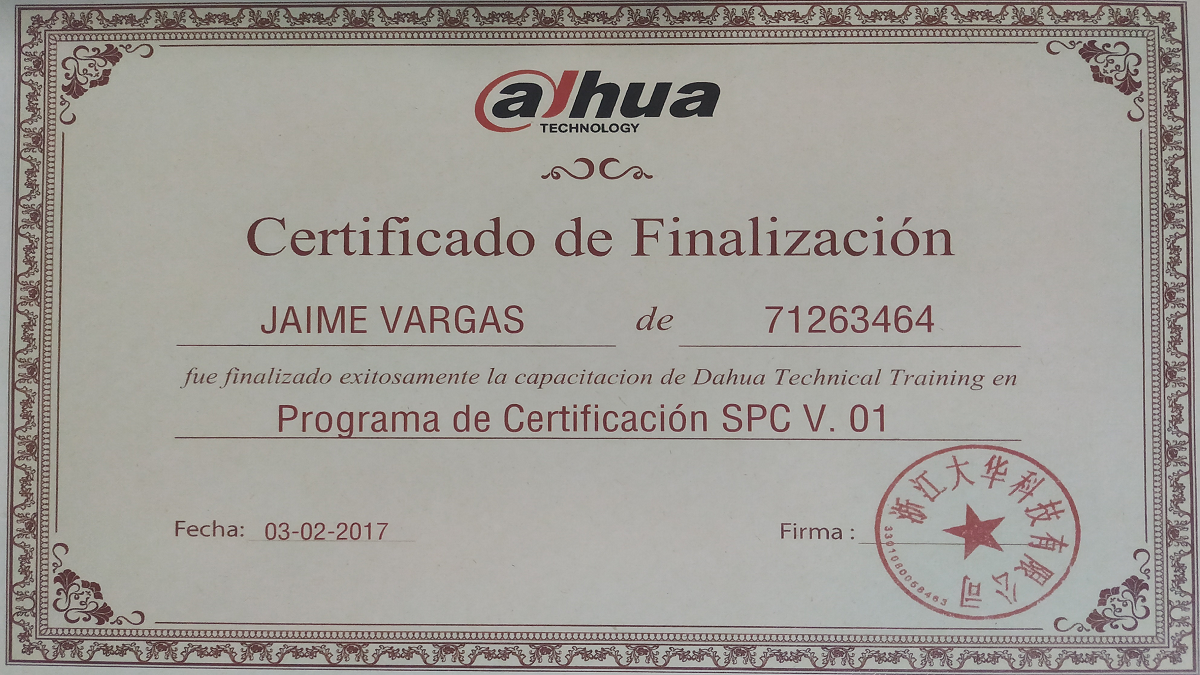 alhua
TECHNOLOGY
Certificado de Finalización
JAIME VARGAS de 71263464
fue finalizado exitosamente la capacitacion de Dahua Technical Training en
Programa de Certificación SPC V. 01
Fecha: 03-02-2017
Firma :
浙江大华科技有限公司
3301080068463